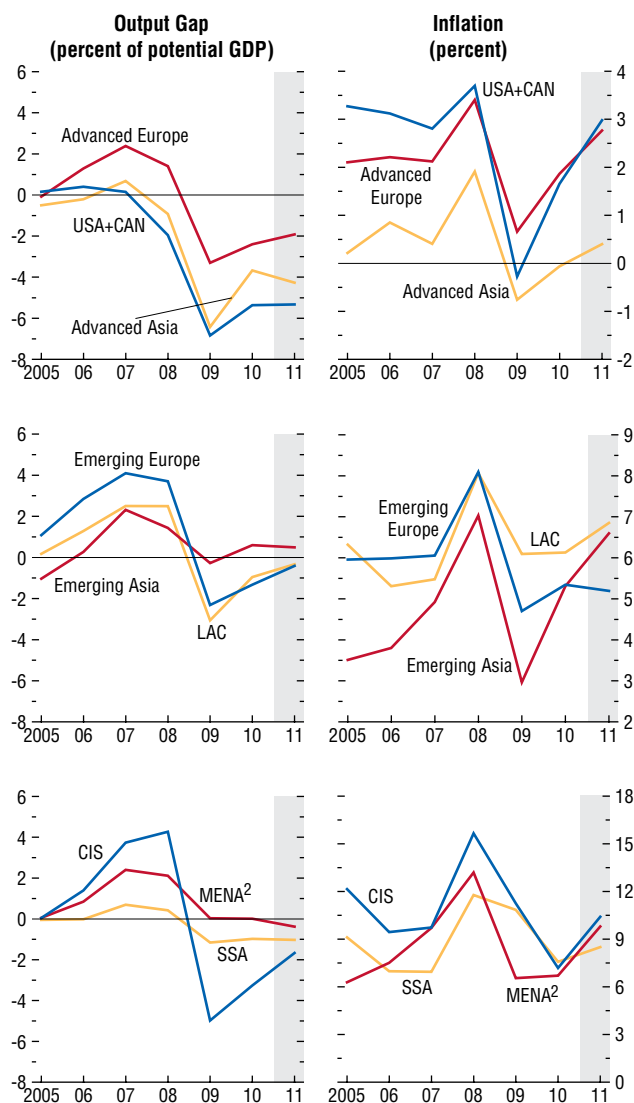 Output Gap
(percent of potential GDP)
Inflation
(percent)
6
4
2
0
-2
-4
-6
-8
Advanced Europe
USA+CAN
Advanced Asia
2005 06 07 08 09 10 11
4
3
2
1
0
-1
-2
USA+CAN
Advanced
Europe
Advanced Asia
2005 06 07 08 09 10 11
6
4
2
0
-2
-4
-6
-8
Emerging Europe
Emerging Asia
LAC
2005 06 07 08 09 10 11
9
8
7
6
5
4
3
2
Emerging
Europe
LAC
Emerging Asia
2005 06 07 08 09 10 11
6
4
2
0
-2
-4
-6
-8
CIS
MENA²
SSA
2005 06 07 08 09 10 11
18
15
12
9
6
3
0
CIS
SSA
MENA²
2005 06 07 08 09 10 11